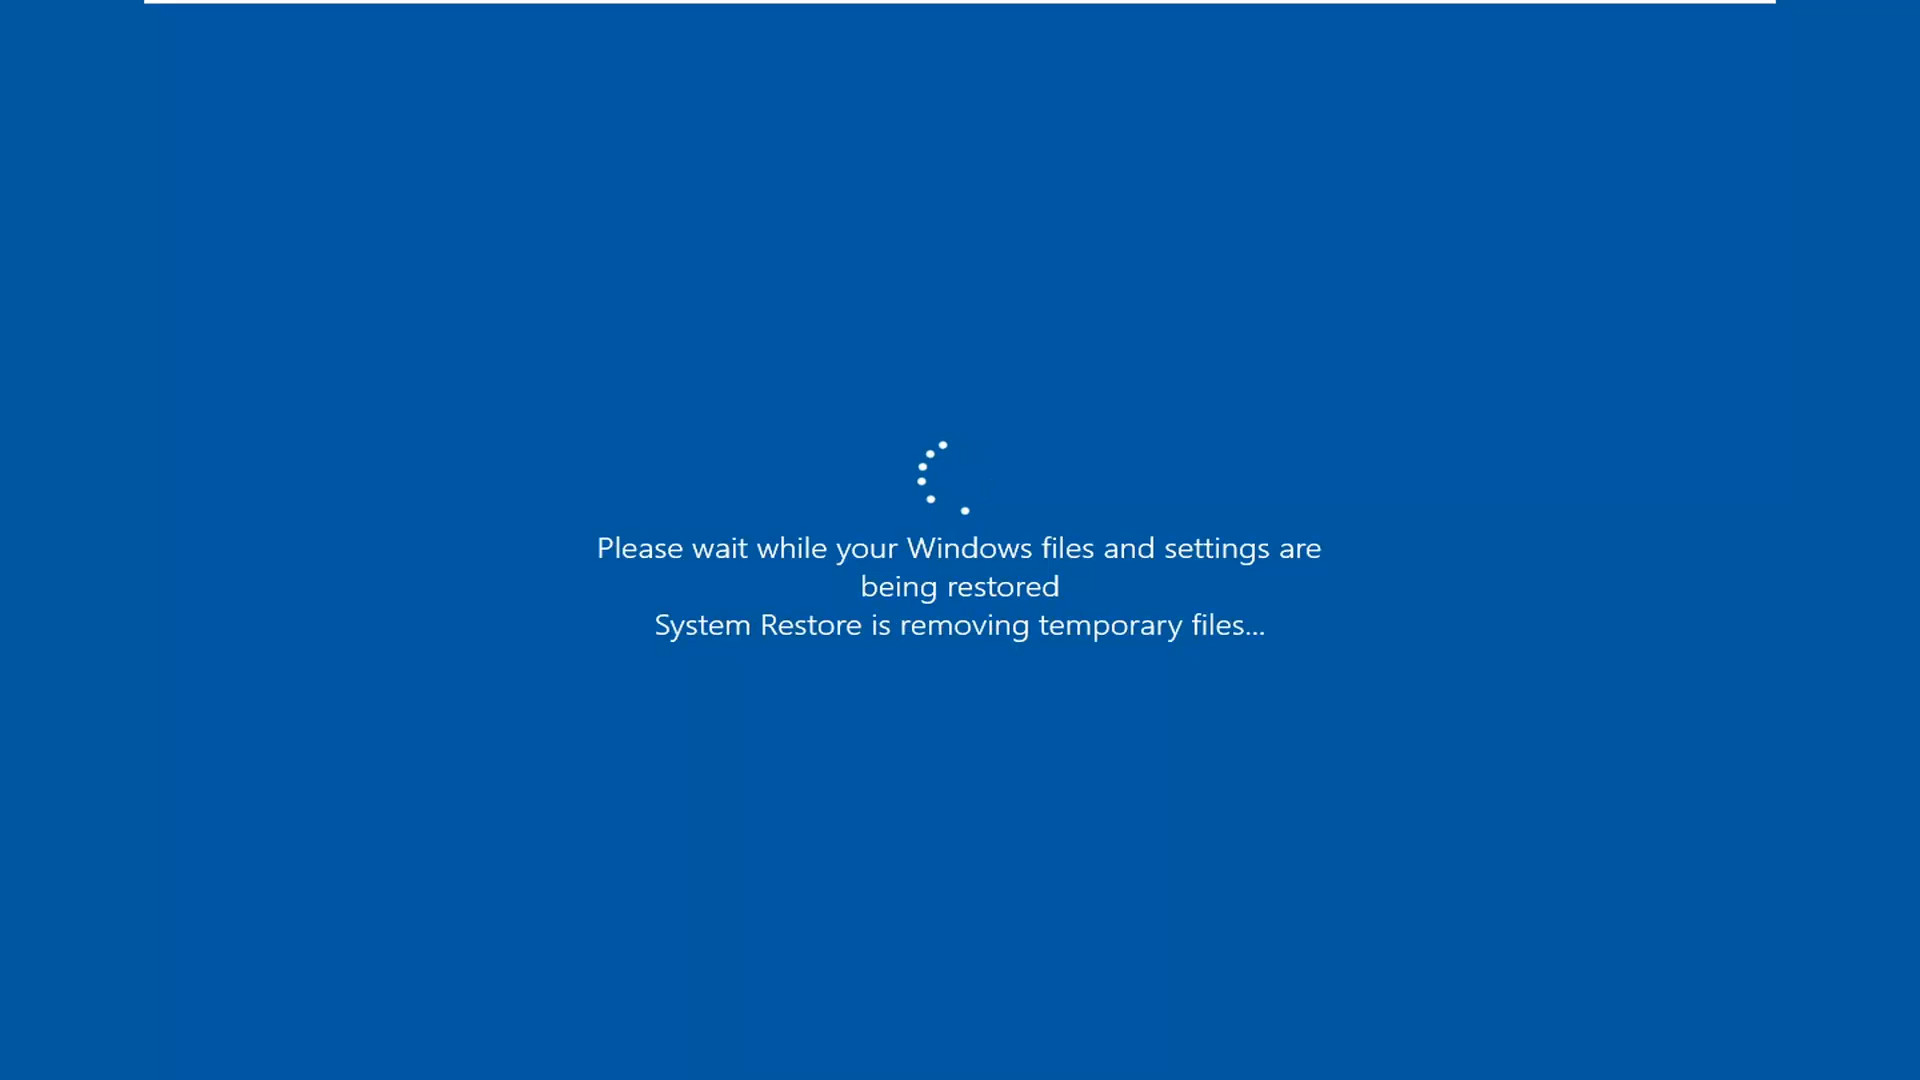 Please wait while your Windows files and settings are
being restored
System Restore is removing temporary files...